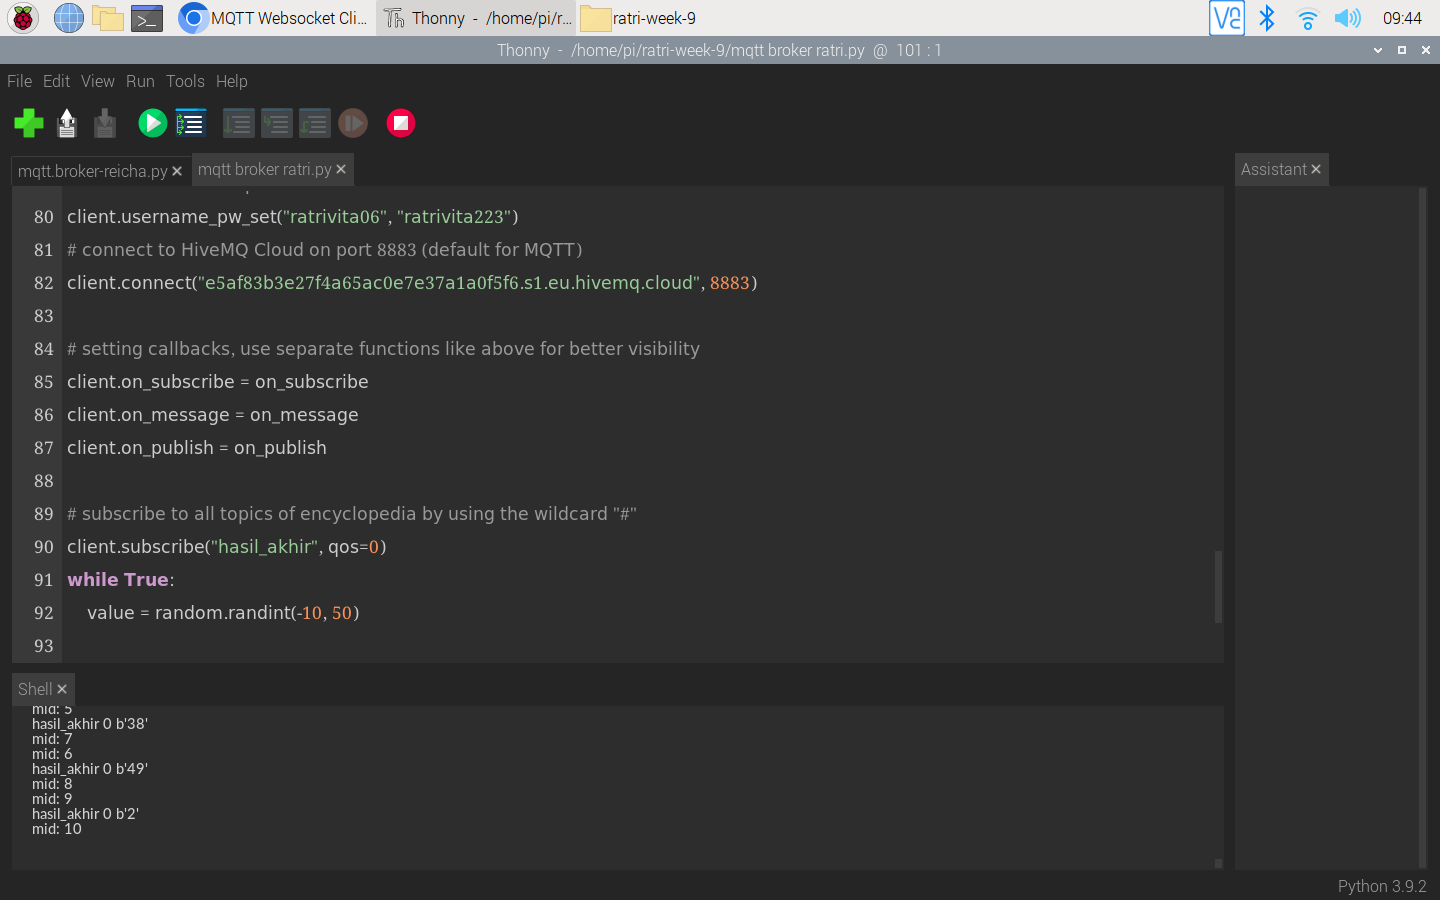 MQTT Websocket Cli...
Thonny - /home/pi/r...
ratri-week-9
09:44
Thonny - /home/pi/ratri-week-9/mqtt broker ratri.py @ 101 : 1
File Edit View Run Tools Help
mqtt.broker-reicha.py
mqtt broker ratri.py
Assistant
80 client.username_pw_set("ratrivita06", "ratrivita223")
81 # connect to HiveMQ Cloud on port 8883 (default for MQTT)
82 client.connect("e5af83b3e27f4a65ac0e7e37a1a0f5f6.s1.eu.hivemq.cloud", 8883)
83
84 # setting callbacks, use separate functions like above for better visibility
85 client.on_subscribe = on_subscribe
86 client.on_message = on_message
87 client.on_publish = on_publish
88
89 # subscribe to all topics of encyclopedia by using the wildcard "#"
90 client.subscribe("hasil_akhir", qos=0)
91 while True:
92 value = random.randint(-10, 50)
93
Shell
mid: 5
hasil_akhir 0 b'38'
mid: 7
mid: 6
hasil_akhir 0 b'49'
mid: 8
mid: 9
hasil_akhir 0 b'2'
mid: 10
Python 3.9.2